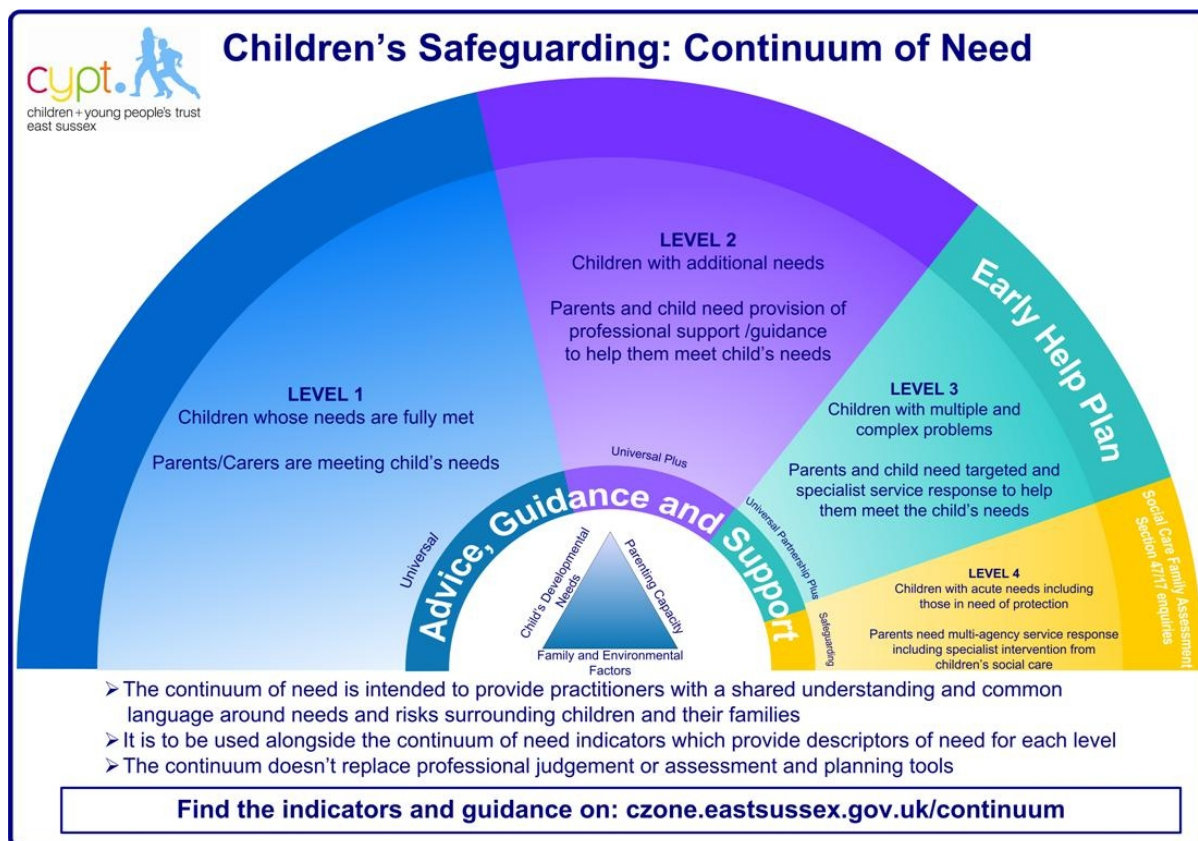 Children's Safeguarding: Continuum of Need
cypt.
children+young people's trust
east sussex
LEVEL 1
Children whose needs are fully met
Parents/Carers are meeting child's needs
LEVEL 2
Children with additional needs
Parents and child need provision of
professional support /guidance
to help them meet child's needs
LEVEL 3
Children with multiple and
complex problems
Parents and child need targeted and
specialist service response to help
them meet the child's needs
Early Help Plan
LEVEL 4
Children with acute needs including
those in need of protection
Parents need multi-agency service response
including specialist intervention from
children's social care
Social Care Family Assessment
Section 47/17 enquiries
Universal
Universal Plus
Universal Partnership Plus
Safeguarding
Advice, Guidance and Support
Child's Developmental
Needs
Parenting Capacity
Family and Environmental
Factors
➢ The continuum of need is intended to provide practitioners with a shared understanding and common
language around needs and risks surrounding children and their families
➢ It is to be used alongside the continuum of need indicators which provide descriptors of need for each level
➢ The continuum doesn't replace professional judgement or assessment and planning tools
Find the indicators and guidance on: czone.eastsussex.gov.uk/continuum